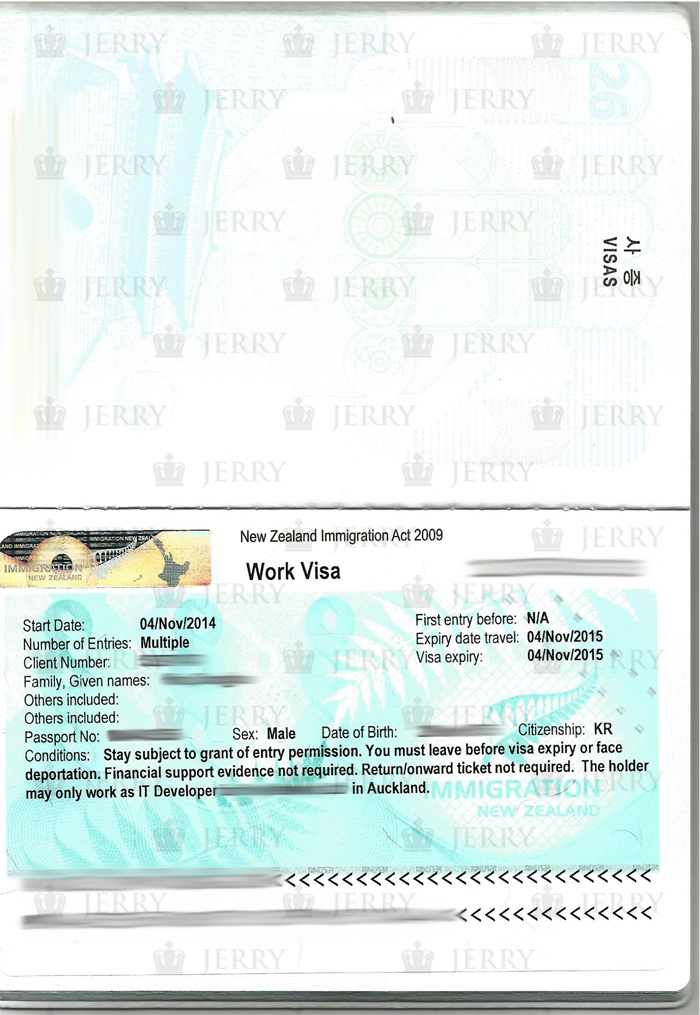 26
사증
VISAS
New Zealand Immigration Act 2009
IMMIGRATION
NEW ZEALAND
Work Visa
Start Date: 04/Nov/2014
First entry before: N/A
Number of Entries: Multiple
Expiry date travel: 04/Nov/2015
Client Number:
Visa expiry: 04/Nov/2015
Family, Given names:
Others included:
Others included:
Passport No: Sex: Male Date of Birth: Citizenship: KR
Conditions: Stay subject to grant of entry permission. You must leave before visa expiry or face
deportation. Financial support evidence not required. Return/onward ticket not required. The holder
may only work as IT Developer in Auckland.
IMMIGRATION
NEW ZEALAND
<<<<<<<<<<<<<<<<<<<<<<<<<<
<<<<<<<<<<<<<<
JERRY